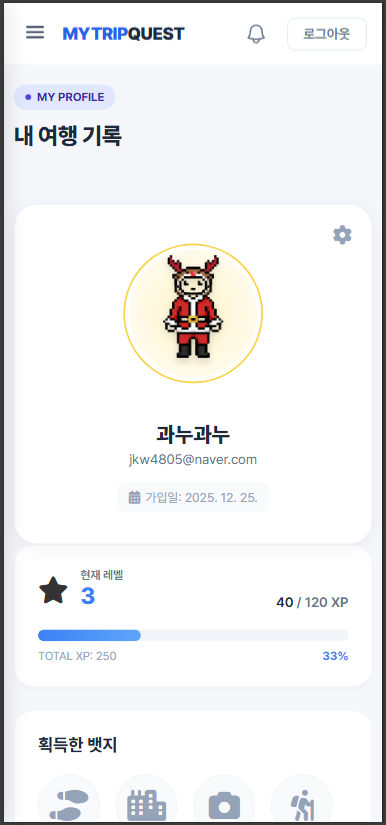 MYTRIPQUEST
로그아웃
MY PROFILE
내 여행 기록
과누과누
jkw4805@naver.com
가입일: 2025. 12. 25.
현재 레벨
3
40 / 120 XP
TOTAL XP: 250
33%
획득한 뱃지